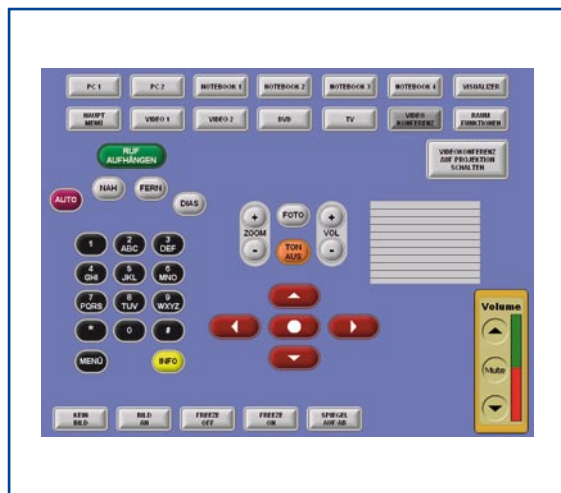 PC 1 PC 2 NOTEBOOK 1 NOTEBOOK 2 NOTEBOOK 3 NOTEBOOK 4 VISUALIZER
HAUPT
MENÜ
VIDEO 1 VIDEO 2 DVD TV
VIDEO
KONFERENZ
RAUM
FUNKTIONEN
RUF
AUFHÄNGEN
VIDEOKONFERENZ
AUF PROJEKTION
SCHALTEN
AUTO NAH FERN DIAS
+ FOTO +
ZOOM VOL
- TON
AUS -
1 2
ABC 3
DEF
4
GHI 5
JKL 6
MNO
7
PQRS 8
TUV 9
WXYZ
* 0 #
MENÜ INFO
Volume
Mute
KEIN
BILD
BILD
AN
FREEZE
OFF
FREEZE
ON
SPIEGEL
AUF/AB